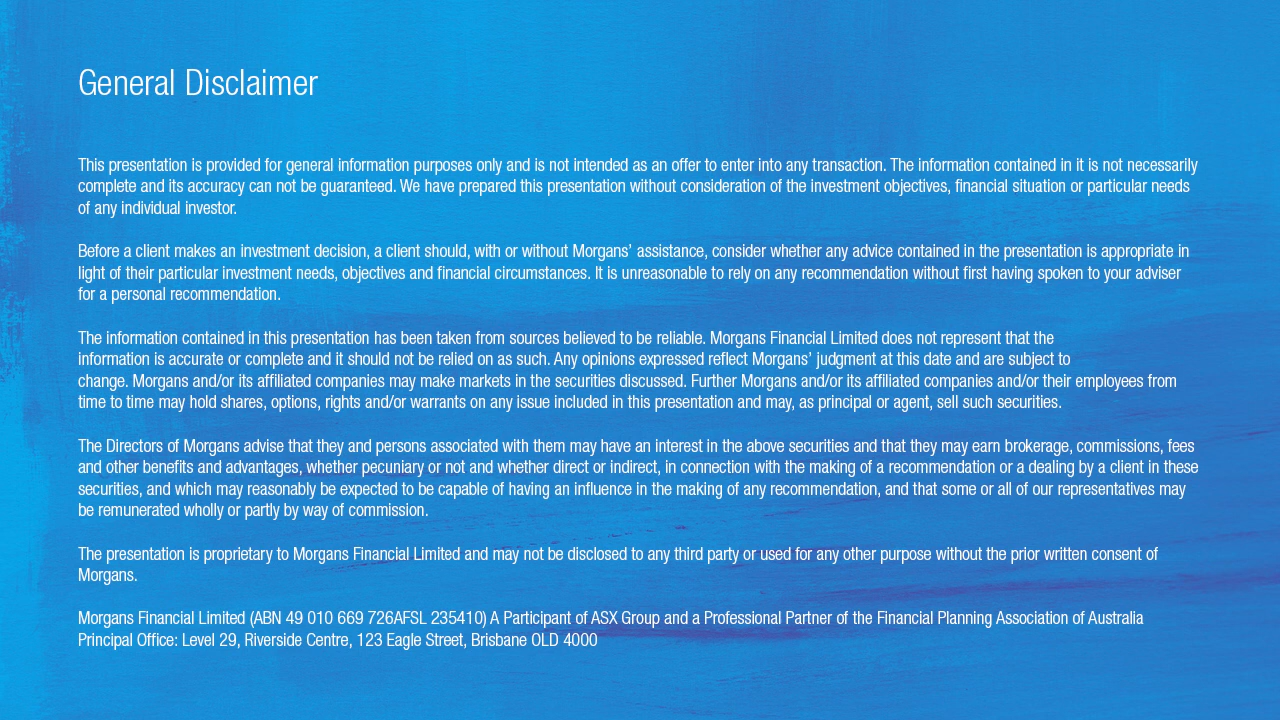 General Disclaimer
This presentation is provided for general information purposes only and is not intended as an offer to enter into any transaction. The information contained in it is not necessarily
complete and its accuracy can not be guaranteed. We have prepared this presentation without consideration of the investment objectives, financial situation or particular needs
of any individual investor.
Before a client makes an investment decision, a client should, with or without Morgans' assistance, consider whether any advice contained in the presentation is appropriate in
light of their particular investment needs, objectives and financial circumstances. It is unreasonable to rely on any recommendation without first having spoken to your adviser
for a personal recommendation.
The information contained in this presentation has been taken from sources believed to be reliable. Morgans Financial Limited does not represent that the
information is accurate or complete and it should not be relied on as such. Any opinions expressed reflect Morgans' judgment at this date and are subject to
change. Morgans and/or its affiliated companies may make markets in the securities discussed. Further Morgans and/or its affiliated companies and/or their employees from
time to time may hold shares, options, rights and/or warrants on any issue included in this presentation and may, as principal or agent, sell such securities.
The Directors of Morgans advise that they and persons associated with them may have an interest in the above securities and that they may earn brokerage, commissions, fees
and other benefits and advantages, whether pecuniary or not and whether direct or indirect, in connection with the making of a recommendation or a dealing by a client in these
securities, and which may reasonably be expected to be capable of having an influence in the making of any recommendation, and that some or all of our representatives may
be remunerated wholly or partly by way of commission.
The presentation is proprietary to Morgans Financial Limited and may not be disclosed to any third party or used for any other purpose without the prior written consent of
Morgans.
Morgans Financial Limited (ABN 49 010 669 726AFSL 235410) A Participant of ASX Group and a Professional Partner of the Financial Planning Association of Australia
Principal Office: Level 29, Riverside Centre, 123 Eagle Street, Brisbane OLD 4000